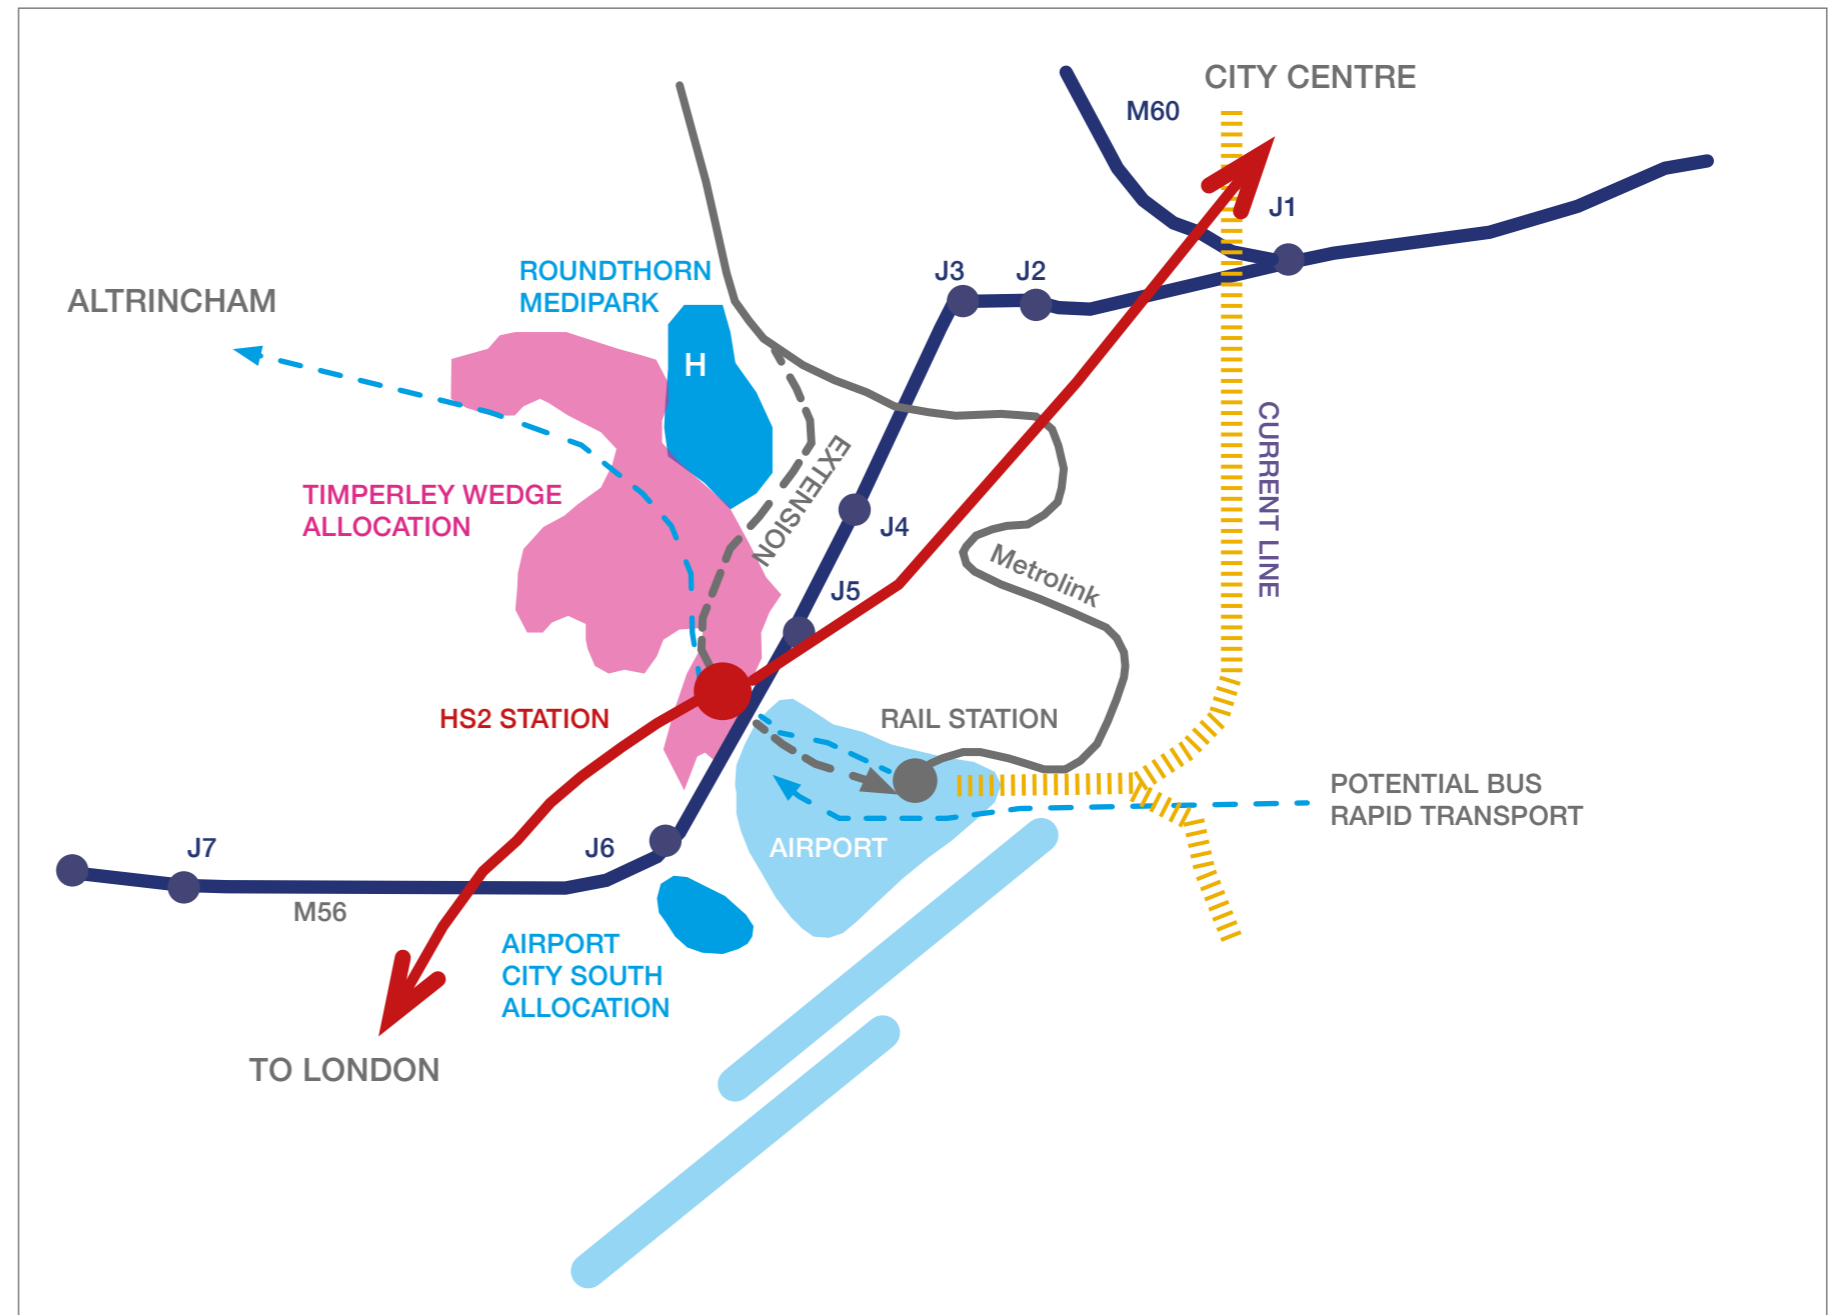 CITY CENTRE
M60
J1
ROUNDTHORN
MEDIPARK
J3
J2
ALTRINCHAM
H
CURRENT LINE
EXTENSION
TIMPERLEY WEDGE
ALLOCATION
J4
Metrolink
J5
HS2 STATION
RAIL STATION
POTENTIAL BUS
RAPID TRANSPORT
J7
J6
AIRPORT
M56
AIRPORT
CITY SOUTH
ALLOCATION
TO LONDON